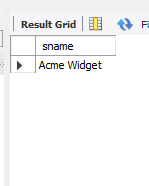 Result Grid Fi
sname
Acme Widget